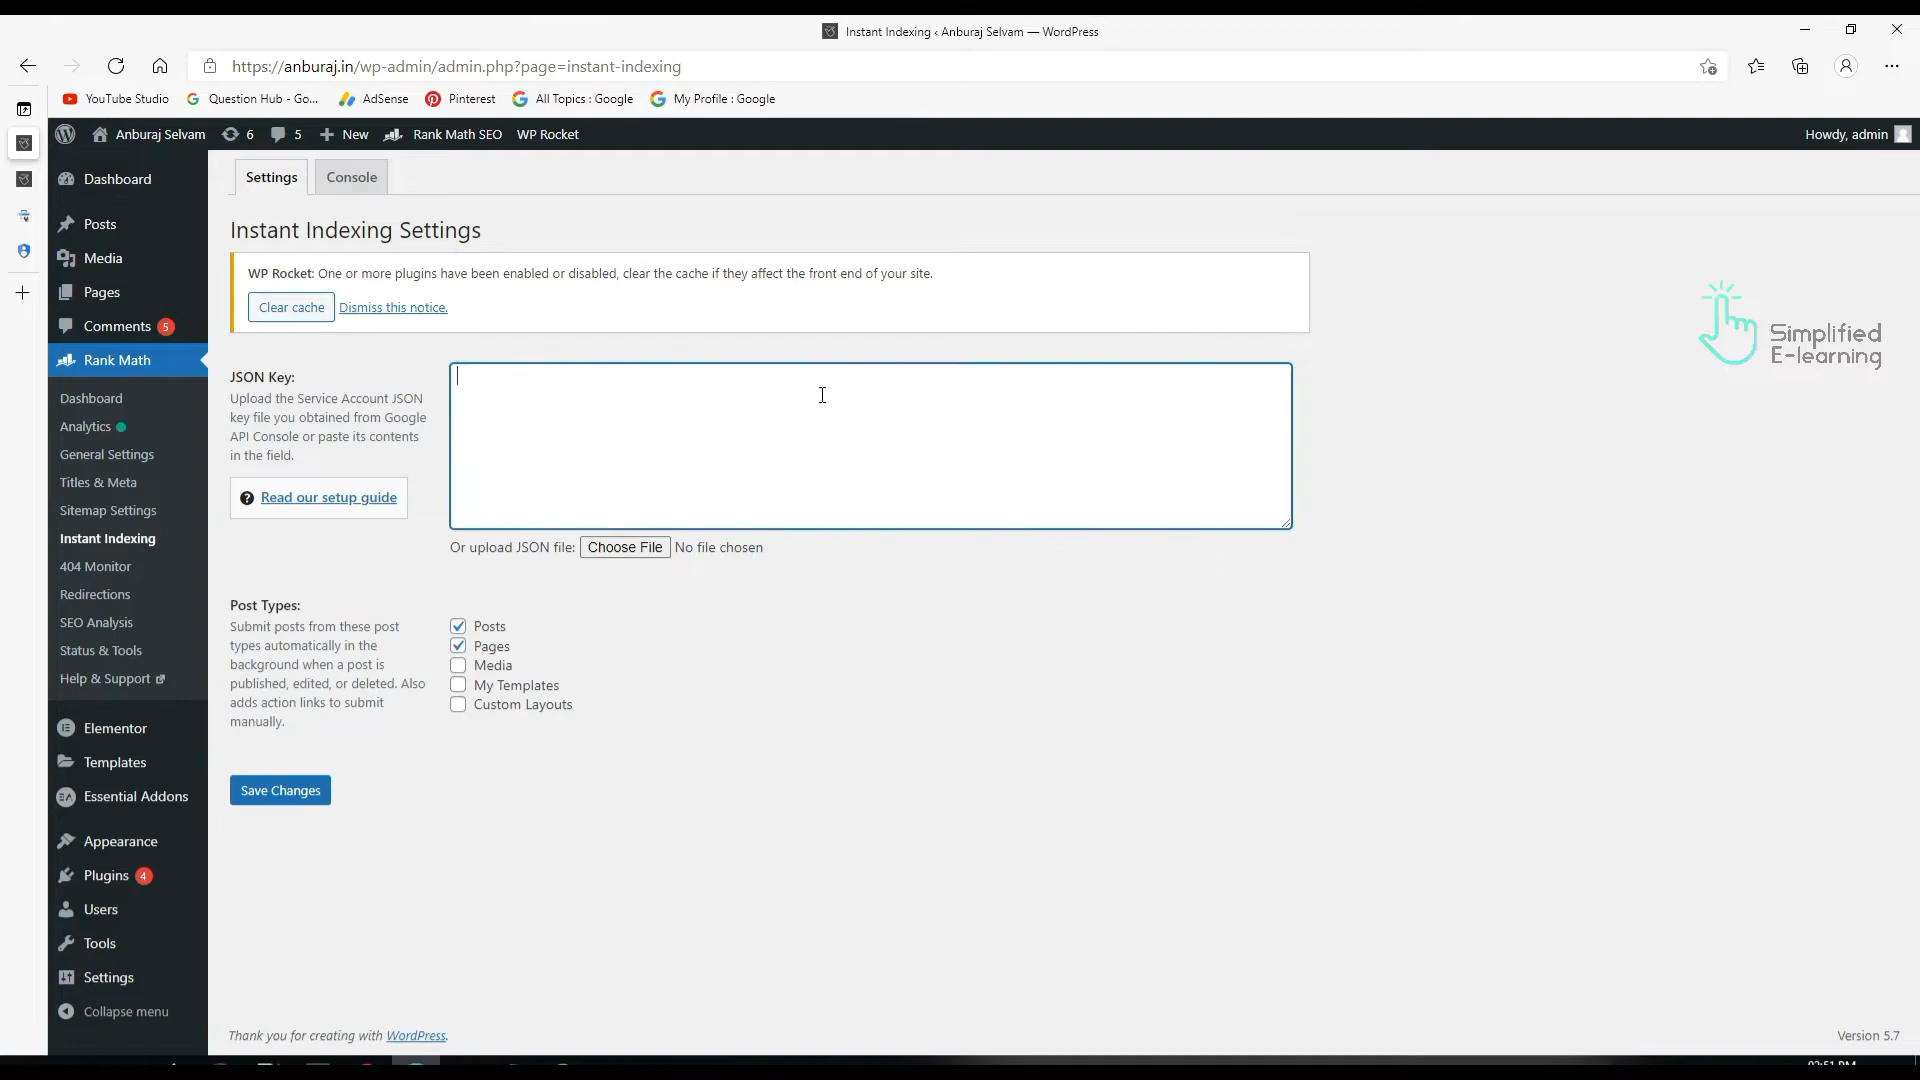 Instant Indexing ‹ Anburaj Selvam — WordPress
https://anburaj.in/wp-admin/admin.php?page=instant-indexing
YouTube Studio
Question Hub - Go...
AdSense
Pinterest
All Topics : Google
My Profile : Google
Anburaj Selvam
6
5
New
Rank Math SEO
WP Rocket
Howdy, admin
Dashboard
Posts
Media
Pages
Comments 5
Rank Math
Dashboard
Analytics
General Settings
Titles & Meta
Sitemap Settings
Instant Indexing
404 Monitor
Redirections
SEO Analysis
Status & Tools
Help & Support
Elementor
Templates
Essential Addons
Appearance
Plugins 4
Users
Tools
Settings
Collapse menu
Settings
Console
Instant Indexing Settings
WP Rocket: One or more plugins have been enabled or disabled, clear the cache if they affect the front end of your site.
Clear cache
Dismiss this notice.
Simplified
E-learning
JSON Key:
Upload the Service Account JSON
key file you obtained from Google
API Console or paste its contents
in the field.
Read our setup guide
Or upload JSON file: Choose File No file chosen
Post Types:
Submit posts from these post
types automatically in the
background when a post is
published, edited, or deleted. Also
adds action links to submit
manually.
Posts
Pages
Media
My Templates
Custom Layouts
Save Changes
Thank you for creating with WordPress.
Version 5.7